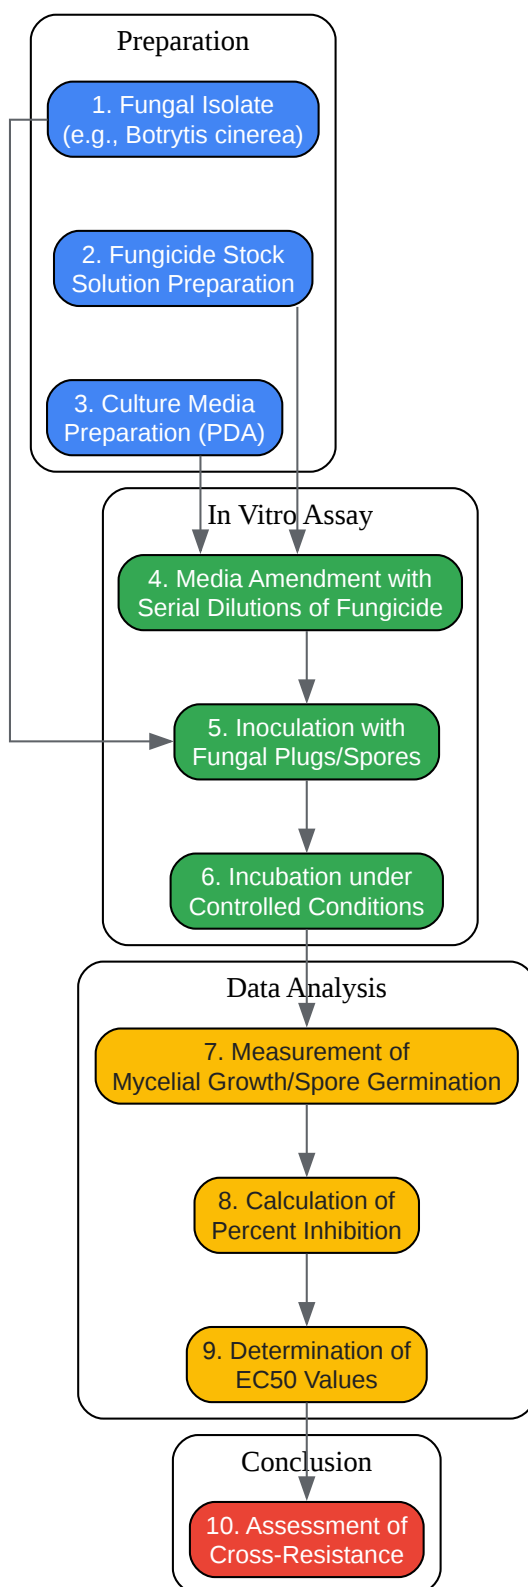 Preparation
1. Fungal Isolate
(e.g., Botrytis cinerea)
2. Fungicide Stock
Solution Preparation
3. Culture Media
Preparation (PDA)
In Vitro Assay
4. Media Amendment with
Serial Dilutions of Fungicide
5. Inoculation with
Fungal Plugs/Spores
6. Incubation under
Controlled Conditions
Data Analysis
7. Measurement of
Mycelial Growth/Spore Germination
8. Calculation of
Percent Inhibition
9. Determination of
EC50 Values
Conclusion
10. Assessment of
Cross-Resistance